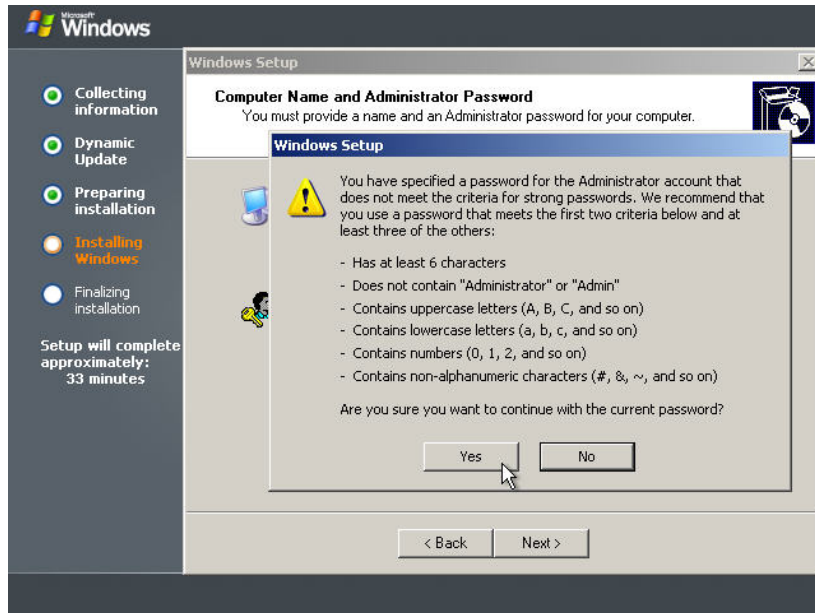 Microsoft
Windows
Collecting
information
Dynamic
Update
Preparing
installation
Installing
Windows
Finalizing
installation
Setup will complete
approximately:
33 minutes
Windows Setup
Computer Name and Administrator Password
You must provide a name and an Administrator password for your computer.
Windows Setup
You have specified a password for the Administrator account that
does not meet the criteria for strong passwords. We recommend that
you use a password that meets the first two criteria below and at
least three of the others:
- Has at least 6 characters
- Does not contain "Administrator" or "Admin"
- Contains uppercase letters (A, B, C, and so on)
- Contains lowercase letters (a, b, c, and so on)
- Contains numbers (0, 1, 2, and so on)
- Contains non-alphanumeric characters (#, &, ~, and so on)
Are you sure you want to continue with the current password?
Yes No
< Back Next >